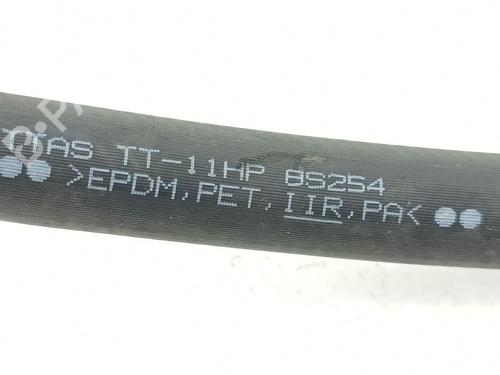 AS TT-11HP 8S254
>EPDM,PET,IIR,PA<